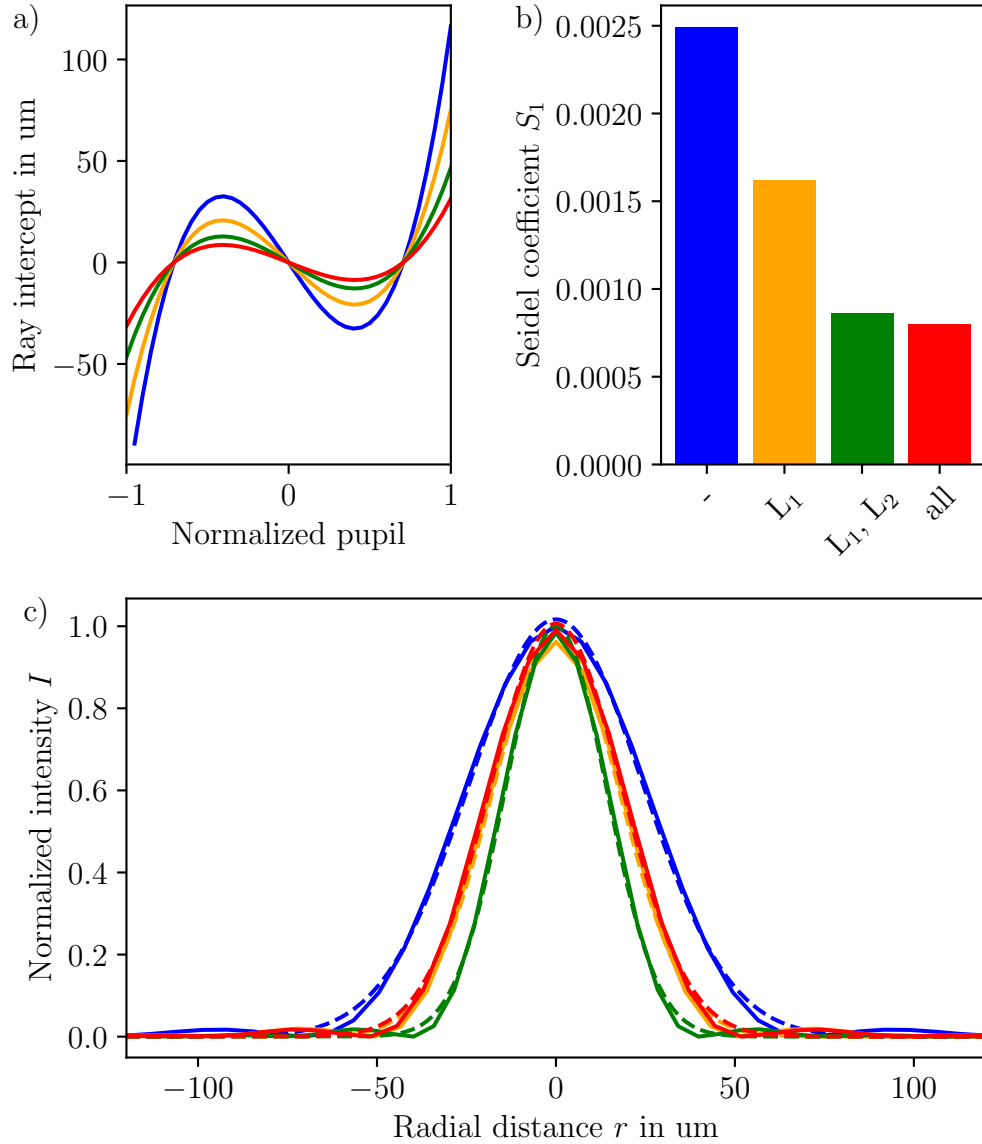 a)
Ray intercept in um
100
50
0
−50
−1
0
1
Normalized pupil
b)
Seidel coefficient S₁
0.0025
0.0020
0.0015
0.0010
0.0005
0.0000
-
L₁
L₁, L₂
all
c)
Normalized intensity I
1.0
0.8
0.6
0.4
0.2
0.0
−100
−50
0
50
100
Radial distance r in um